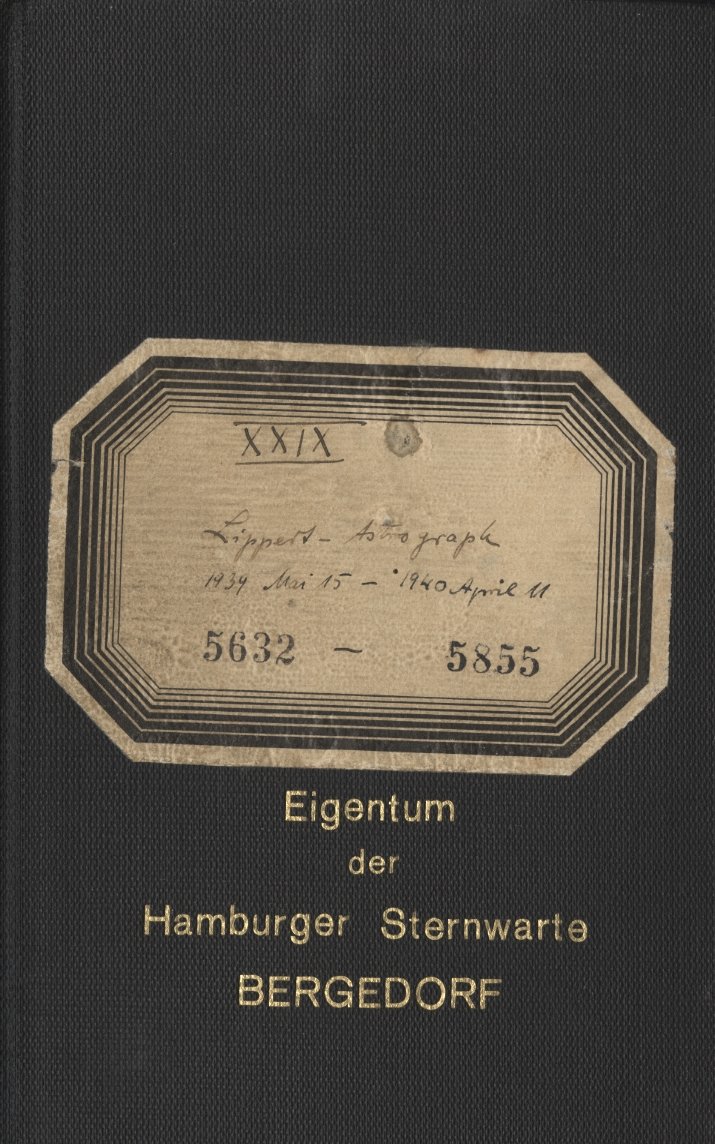 XXIX
Lippert - Astrograph
1939 Mai 15 - 1940 April 11
5632 - 5855
Eigentum
der
Hamburger Sternwarte
BERGEDORF